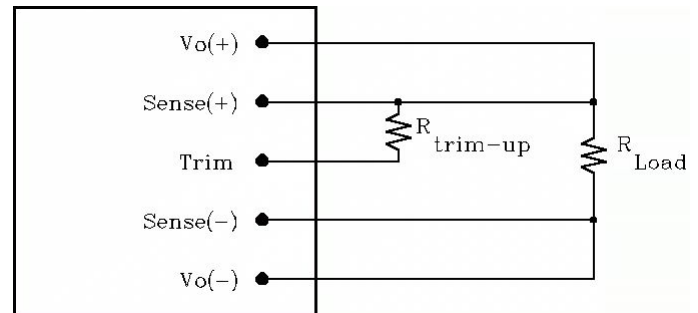 Vo(+)
Sense(+)
R
trim-up
Trim
R
Load
Sense(-)
Vo(-)